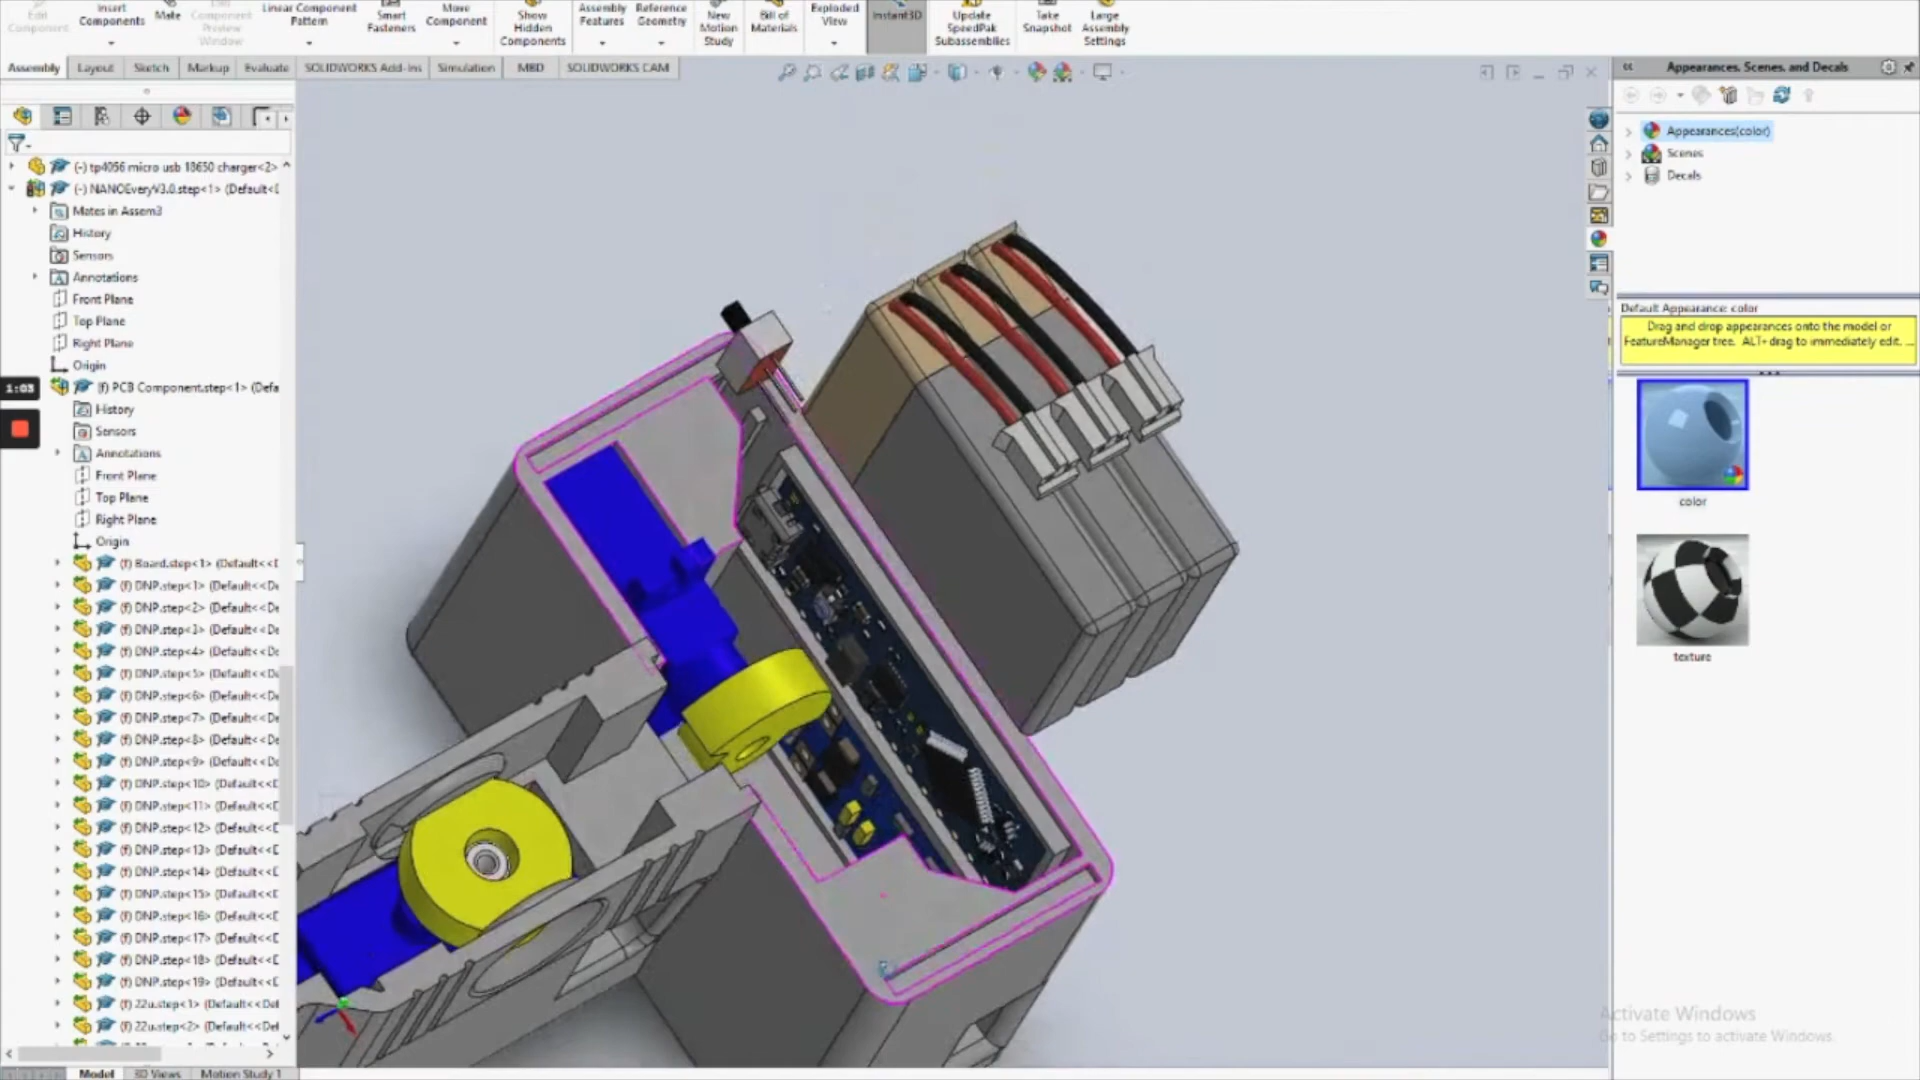 Edit
Component
Insert
Components
Mate
Component
Preview
Window
Linear Component
Pattern
Smart
Fasteners
Move
Component
Show
Hidden
Components
Assembly
Features
Reference
Geometry
New
Motion
Study
Bill of
Materials
Exploded
View
Instant3D
Update
SpeedPak
Subassemblies
Take
Snapshot
Large
Assembly
Settings
Assembly
Layout
Sketch
Markup
Evaluate
SOLIDWORKS Add-Ins
Simulation
MBD
SOLIDWORKS CAM
(-) tp4056 micro usb 18650 charger<2>
(-) NANOEveryV3.0.step<1> (Default<
Mates in Assem3
History
Sensors
Annotations
Front Plane
Top Plane
Right Plane
Origin
(f) PCB Component.step<1> (Defa
History
Sensors
Annotations
Front Plane
Top Plane
Right Plane
Origin
(f) Board.step<1> (Default<<D
(f) DNP.step<1> (Default<<De
(f) DNP.step<2> (Default<<De
(f) DNP.step<3> (Default<<De
(f) DNP.step<4> (Default<<De
(f) DNP.step<5> (Default<<De
(f) DNP.step<6> (Default<<De
(f) DNP.step<7> (Default<<De
(f) DNP.step<8> (Default<<De
(f) DNP.step<9> (Default<<De
(f) DNP.step<10> (Default<<D
(f) DNP.step<11> (Default<<D
(f) DNP.step<12> (Default<<D
(f) DNP.step<13> (Default<<D
(f) DNP.step<14> (Default<<D
(f) DNP.step<15> (Default<<D
(f) DNP.step<16> (Default<<D
(f) DNP.step<17> (Default<<D
(f) DNP.step<18> (Default<<D
(f) DNP.step<19> (Default<<D
(f) 22u.step<1> (Default<<Def
(f) 22u.step<2> (Default<<Def
1:03
Model
3D Views
Motion Study 1
Appearances, Scenes, and Decals
Appearances(color)
Scenes
Decals
Default Appearance: color
Drag and drop appearances onto the model or
FeatureManager tree. ALT+drag to immediately edit. ...
color
texture
Activate Windows
Go to Settings to activate Windows.